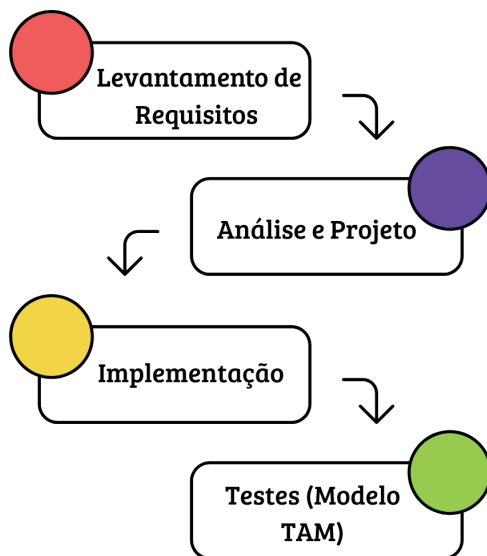 Levantamento de
Requisitos
Análise e Projeto
Implementação
Testes (Modelo
TAM)